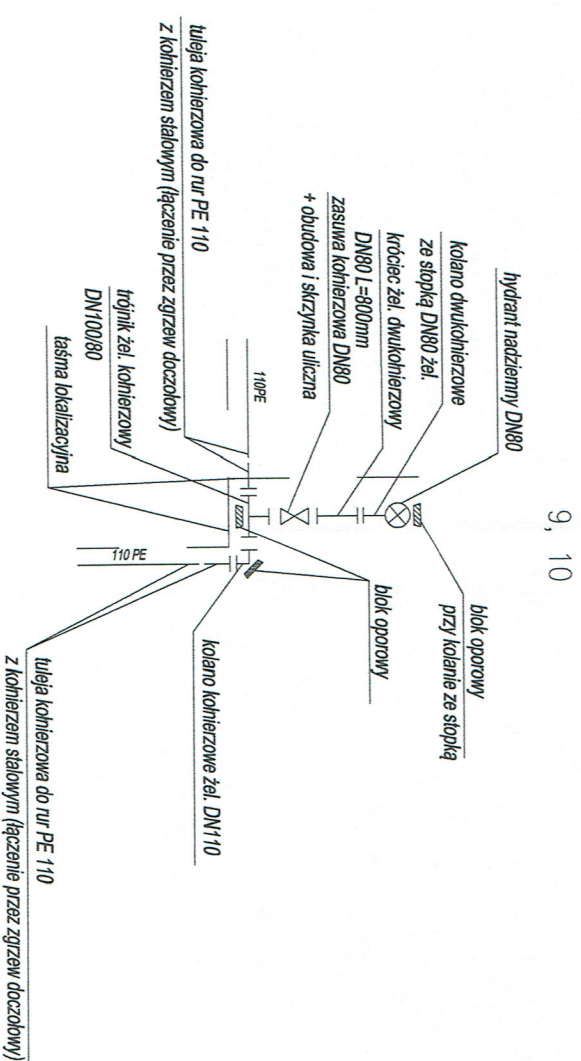 9, 10
hydrant nadziemny DN80
kolano dwukołnierzowe
ze stopką DN80 żel.
króciec żel. dwukołnierzowy
DN80 L=800mm
zasuwa kołnierzowa DN80
+ obudowa i skrzynka uliczna
tuleja kołnierzowa do rur PE 110
z kołnierzem stalowym (łączenie przez zgrzew doczołowy)
110PE
trójnik żel. kołnierzowy
DN100/80
taśma lokalizacyjna
blok oporowy
przy kolanie ze stopką
blok oporowy
kolano kołnierzowe żel. DN110
110 PE
tuleja kołnierzowa do rur PE 110
z kołnierzem stalowym (łączenie przez zgrzew doczołowy)